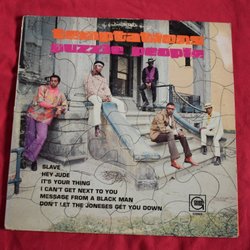 temptations
puzzle people
SLAVE
HEY JUDE
IT'S YOUR THING
I CAN'T GET NEXT TO YOU
MESSAGE FROM A BLACK MAN
DON'T LET THE JONESES GET YOU DOWN